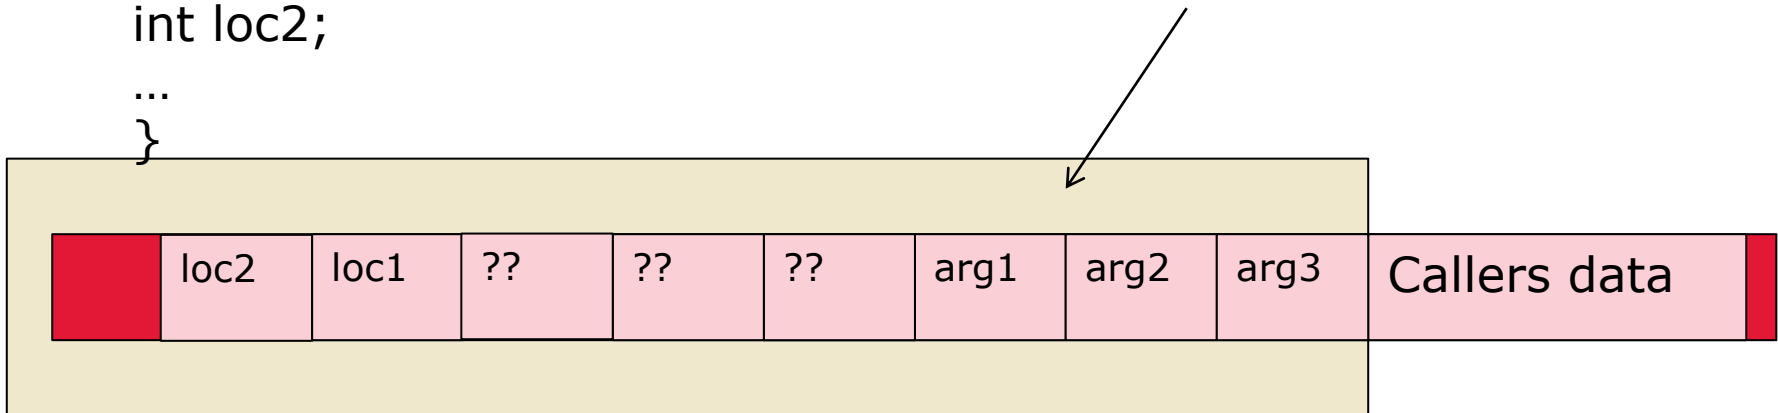 int loc2;
…
}
loc2 loc1 ?? ?? ?? arg1 arg2 arg3 Callers data